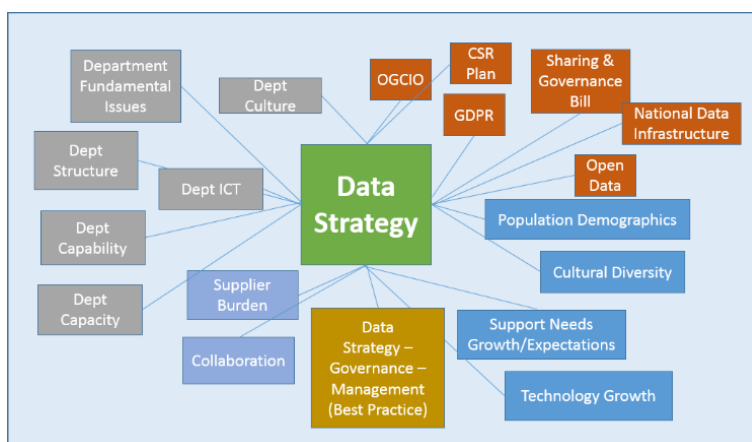 Department
Fundamental
Issues
Dept
Culture
OGCIO
CSR
Plan
GDPR
Sharing &
Governance
Bill
National Data
Infrastructure
Dept
Structure
Dept ICT
Data
Strategy
Open
Data
Dept
Capability
Population Demographics
Cultural Diversity
Dept
Capacity
Supplier
Burden
Collaboration
Data
Strategy –
Governance –
Management
(Best Practice)
Support Needs
Growth/Expectations
Technology Growth